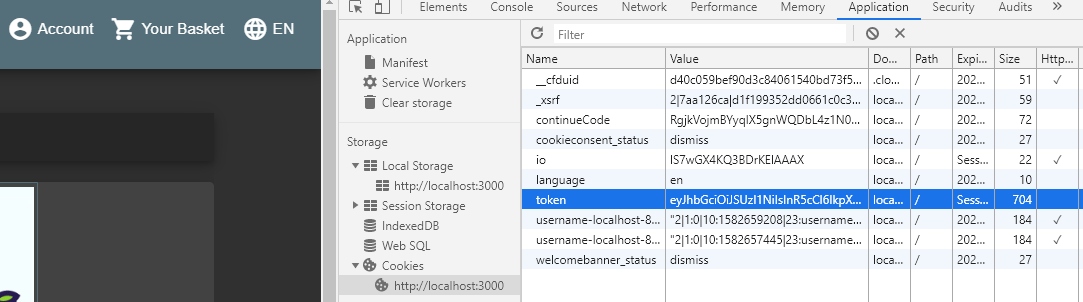 Account Your Basket EN
Elements Console Sources Network Performance Memory Application Security Audits »
Application
Manifest
Service Workers
Clear storage
Storage
Local Storage
http://localhost:3000
Session Storage
IndexedDB
Web SQL
Cookies
http://localhost:3000
Filter
Name Value Do... Path Expi... Size Http...
__cfduid d40c059bef90d3c84061540bd73f5... .clo... / 202... 51 ✓
_xsrf 2|7aa126ca|d1f199352dd0661c0c3... loca... / 202... 59
continueCode RgjkVojmBYyqlX5gnWQDbL4z1N0... loca... / 202... 72
cookieconsent_status dismiss loca... / 202... 27
io IS7wGX4KQ3BDrKEIAAAX loca... / Sess... 22 ✓
language en loca... / 202... 10
token eyJhbGciOiJSUzI1NiIsInR5cCI6IkpX... loca... / Sess... 704
username-localhost-8... "2|1:0|10:1582659208|23:username... loca... / 202... 184 ✓
username-localhost-8... "2|1:0|10:1582657445|23:username... loca... / 202... 184 ✓
welcomebanner_status dismiss loca... / 202... 27